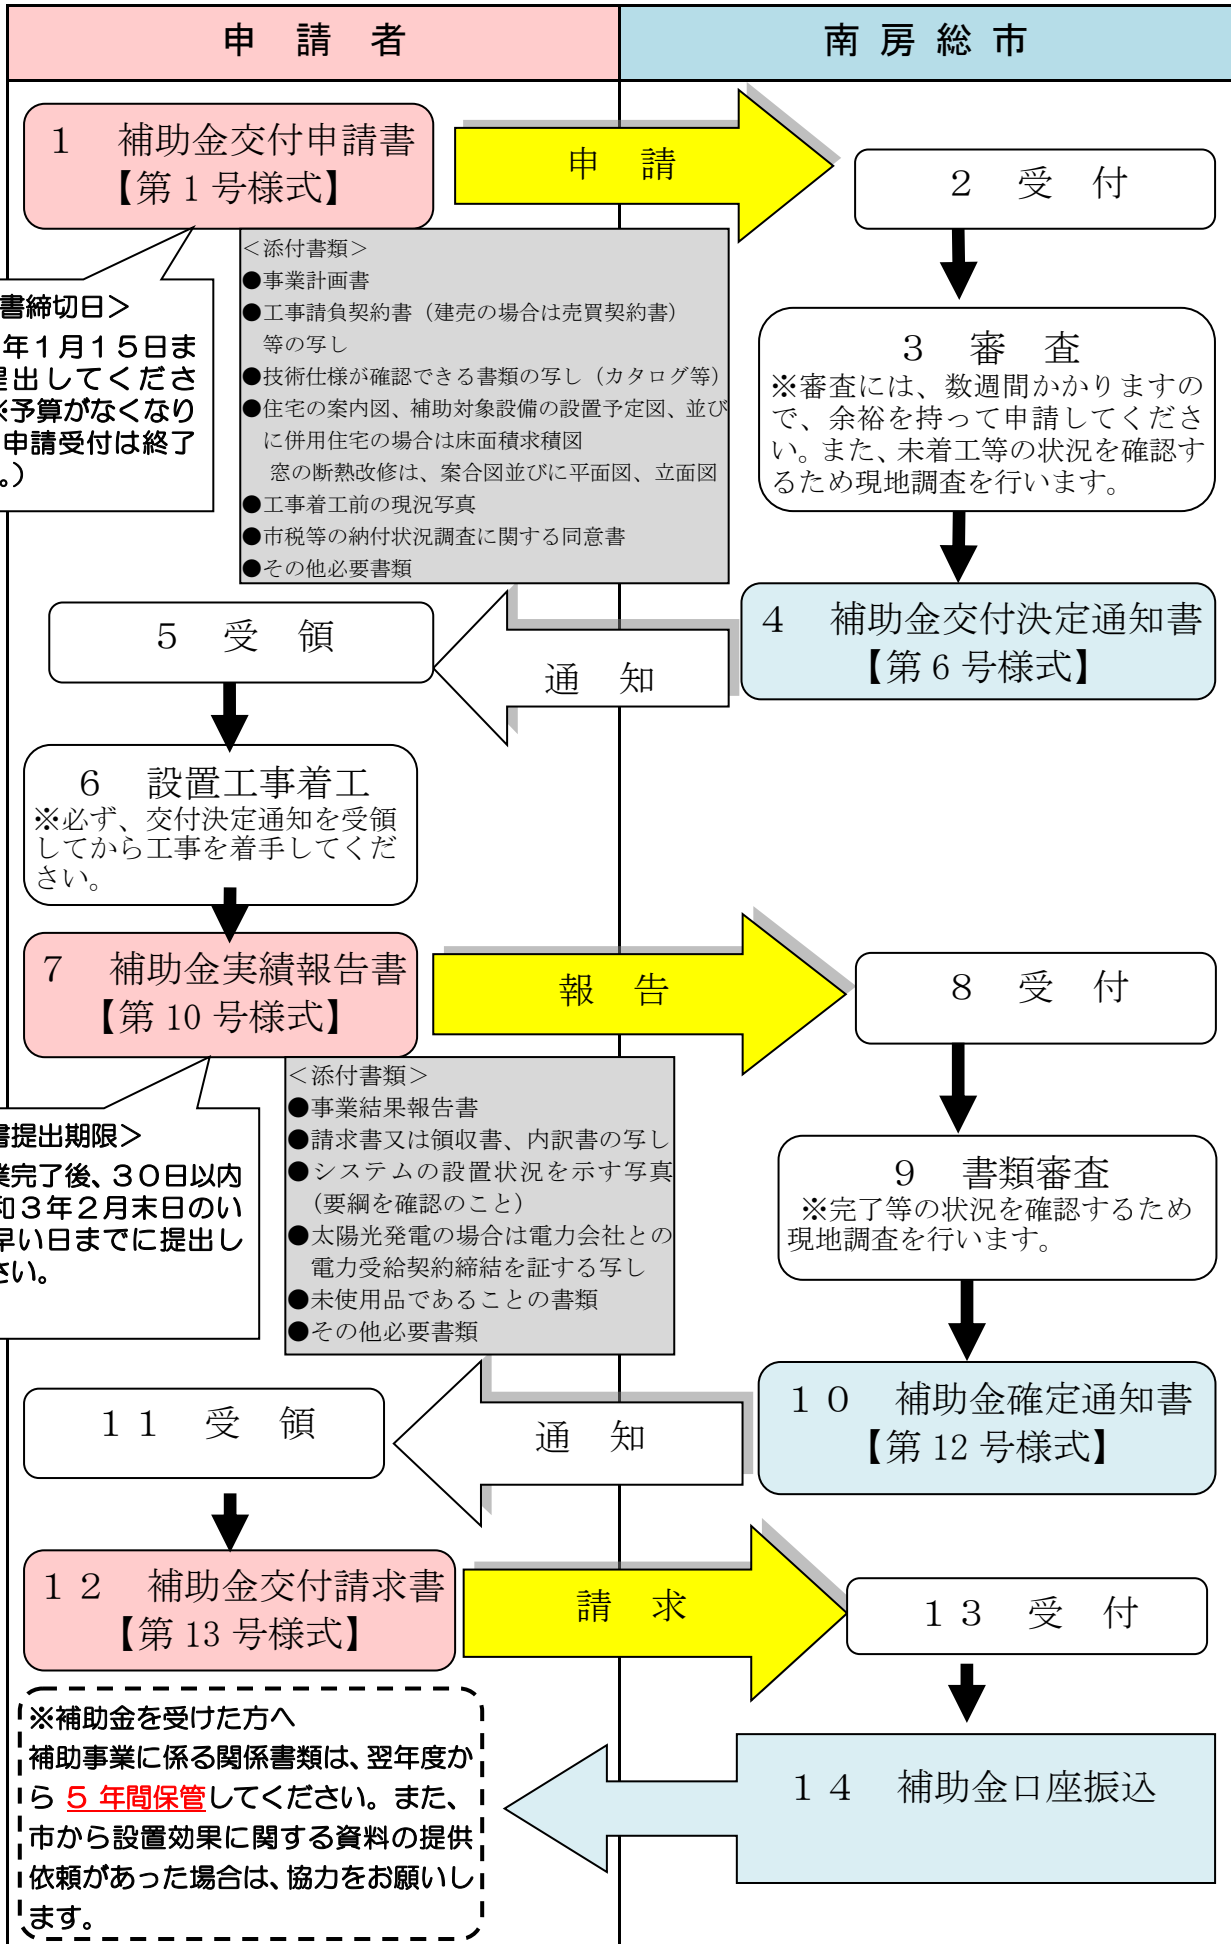 申　請　者
南 房 総 市
１　補助金交付申請書
【第 1 号様式】
申　請
２　受　付
＜添付書類＞
●事業計画書
●工事請負契約書（建売の場合は売買契約書）
等の写し
●技術仕様が確認できる書類の写し（カタログ等）
●住宅の案内図、補助対象設備の設置予定図、並び
に併用住宅の場合は床面積求積図
窓の断熱改修は、案合図並びに平面図、立面図
●工事着工前の現況写真
●市税等の納付状況調査に関する同意書
●その他必要書類
書締切日＞
年１月１５日ま
提出してくださ
※予算がなくなり
申請受付は終了
。）
３　審　査
※審査には、数週間かかりますの
で、余裕を持って申請してくださ
い。また、未着工等の状況を確認す
るため現地調査を行います。
４　補助金交付決定通知書
【第 6 号様式】
通　知
５　受　領
６　設置工事着工
※必ず、交付決定通知を受領
してから工事を着手してくだ
さい。
７　補助金実績報告書
【第 10 号様式】
報　告
８　受　付
＜添付書類＞
●事業結果報告書
●請求書又は領収書、内訳書の写し
●システムの設置状況を示す写真
（要綱を確認のこと）
●太陽光発電の場合は電力会社との
電力受給契約締結を証する写し
●未使用品であることの書類
●その他必要書類
書提出期限＞
業完了後、３０日以内
和３年２月末日のい
早い日までに提出し
さい。
９　書類審査
※完了等の状況を確認するため
現地調査を行います。
１０　補助金確定通知書
【第 12 号様式】
通　知
１１　受　領
１２　補助金交付請求書
【第 13 号様式】
請　求
１３　受　付
※補助金を受けた方へ
補助事業に係る関係書類は、翌年度か
ら ５ 年間保管してください。また、
市から設置効果に関する資料の提供
依頼があった場合は、協力をお願いし
ます。
１４　補助金口座振込